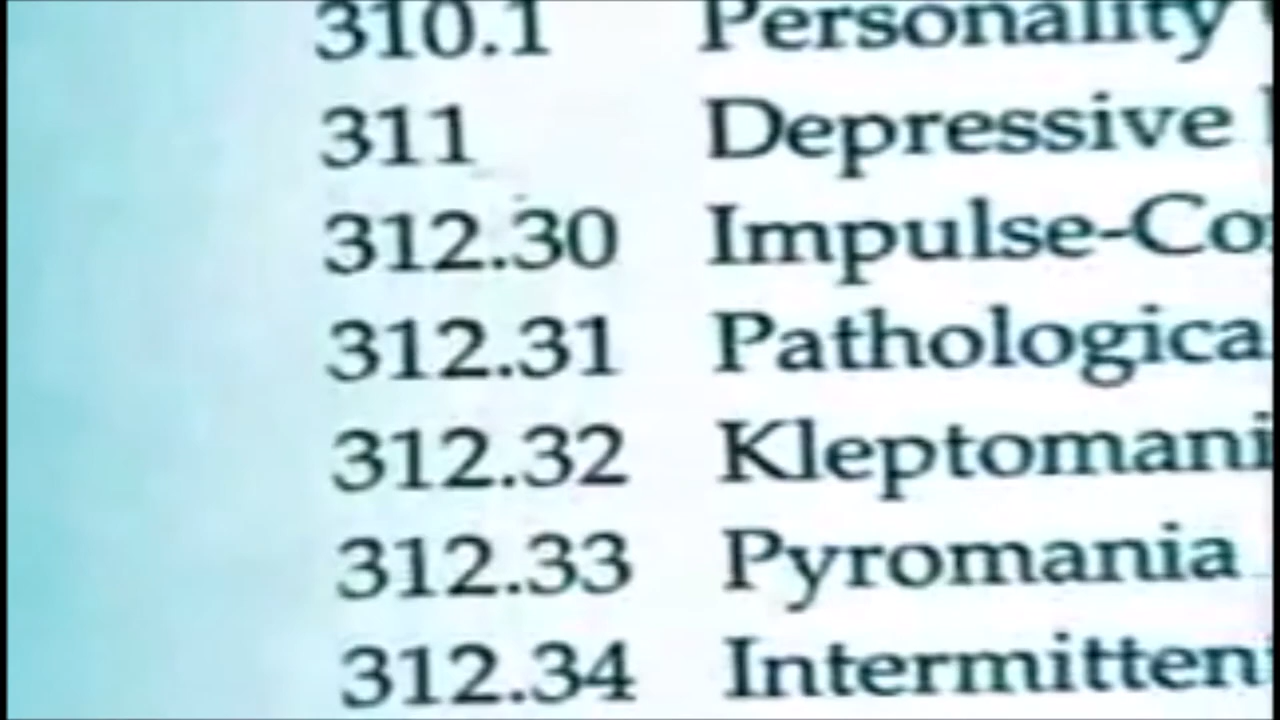 310.1 Personality
311 Depressive
312.30 Impulse-Co
312.31 Pathologica
312.32 Kleptomani
312.33 Pyromania
312.34 Intermitten